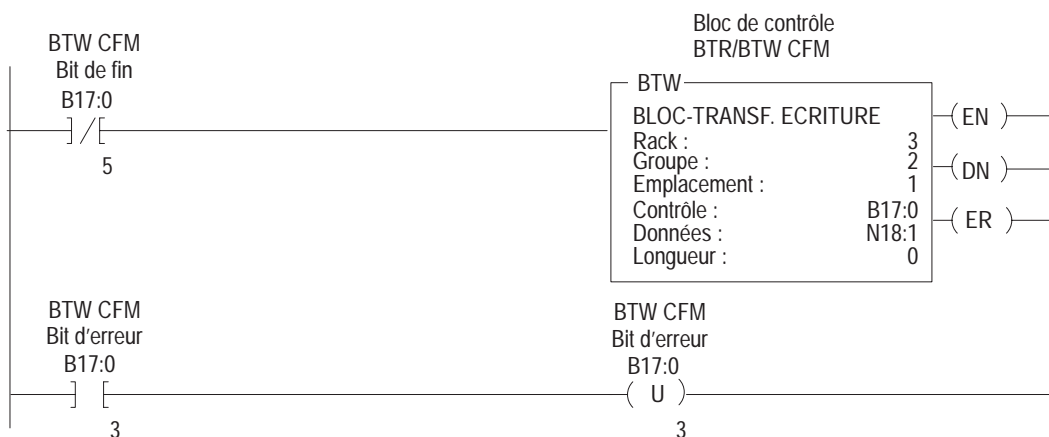 BTW CFM
Bit de fin
B17:0
5
Bloc de contrôle
BTR/BTW CFM
BTW
BLOC-TRANSF. ECRITURE
Rack : 3
Groupe : 2
Emplacement : 1
Contrôle : B17:0
Données : N18:1
Longueur : 0
EN
DN
ER
BTW CFM
Bit d'erreur
B17:0
3
BTW CFM
Bit d'erreur
B17:0
U
3